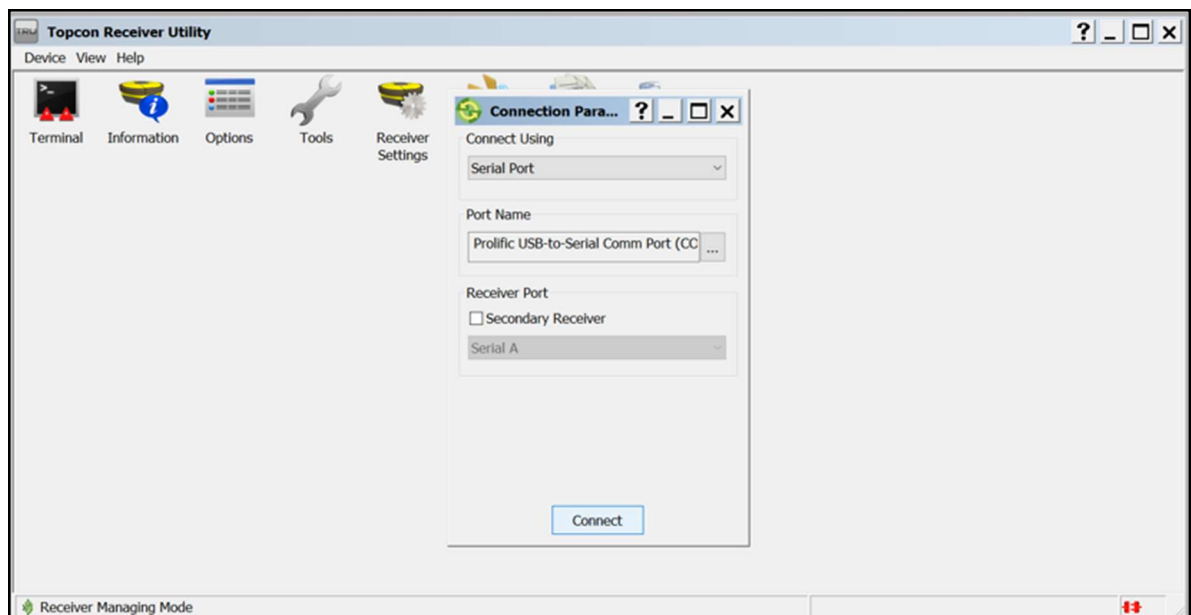 TRU Topcon Receiver Utility
Device View Help
Terminal
Information
Options
Tools
Receiver
Settings
Connection Para...
Connect Using
Serial Port
Port Name
Prolific USB-to-Serial Comm Port (CC
...
Receiver Port
Secondary Receiver
Serial A
Connect
Receiver Managing Mode